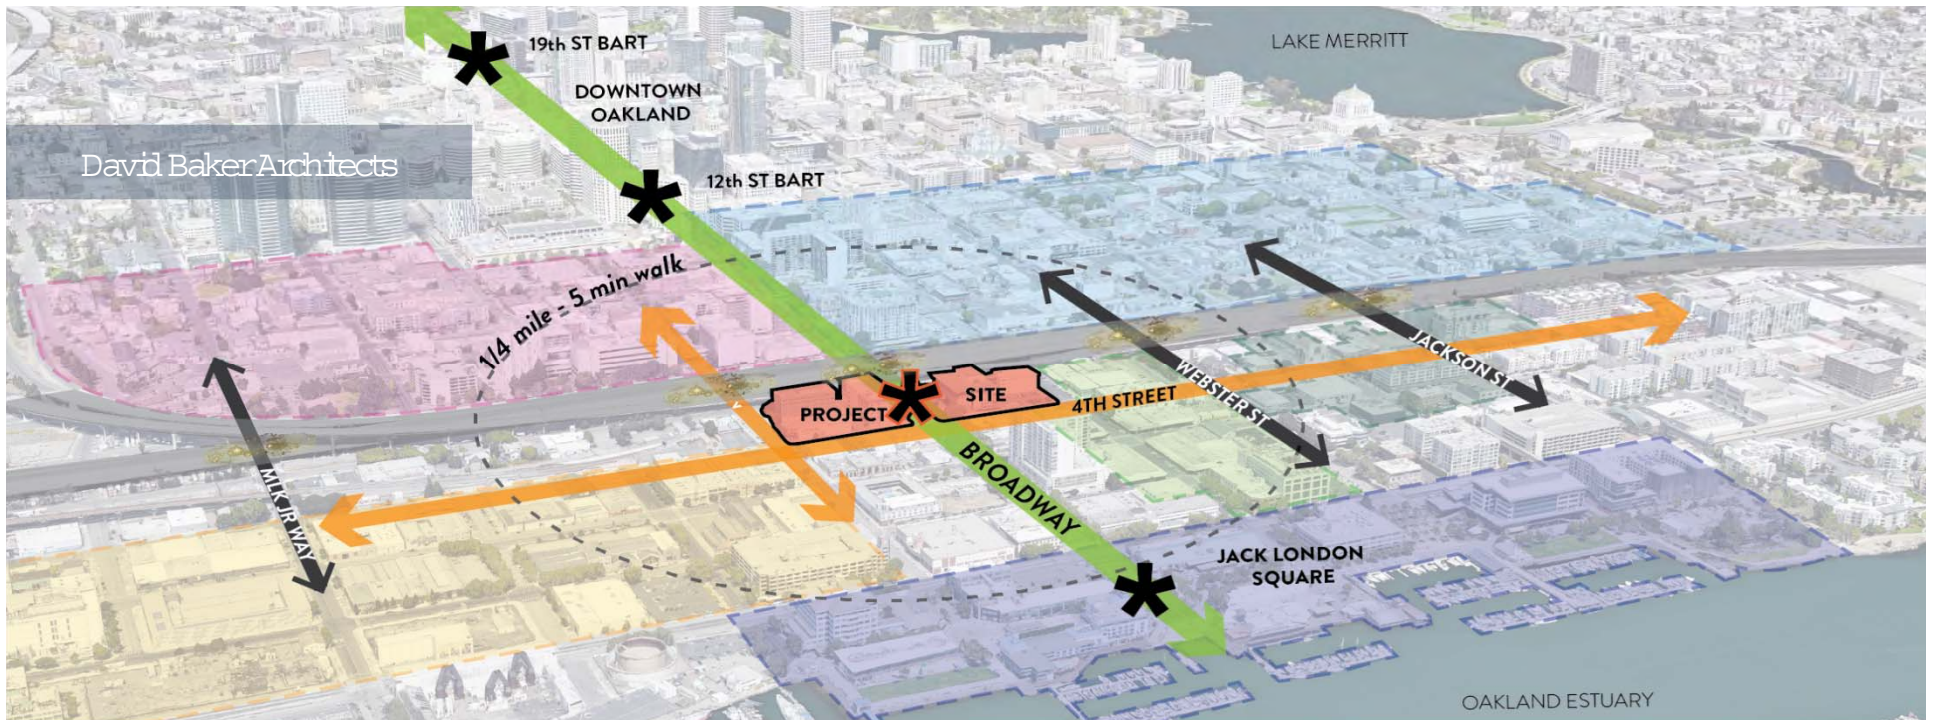 19th ST BART
LAKE MERRITT
DOWNTOWN
OAKLAND
David Baker Architects
12th ST BART
1/4 mile - 5 min walk
JACKSON ST
WEBSTER ST
SITE
4TH STREET
PROJECT
BROADWAY
MLK JR WAY
JACK LONDON
SQUARE
OAKLAND ESTUARY